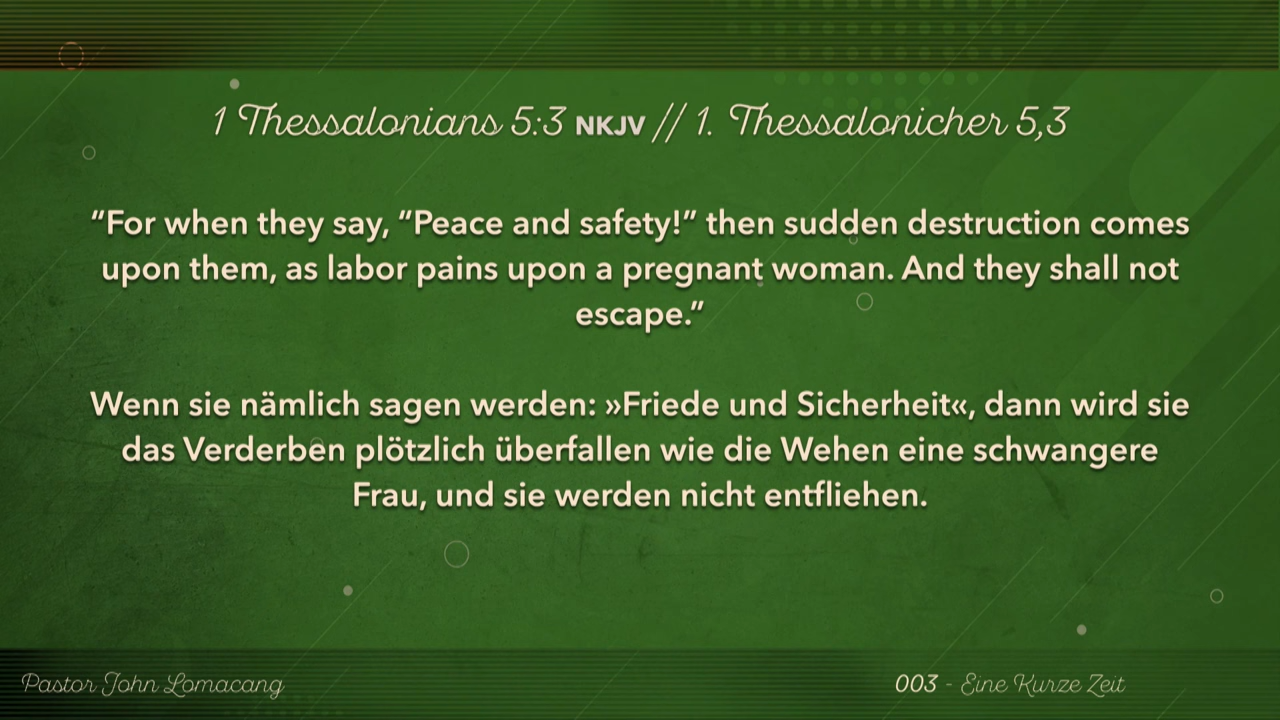 1 Thessalonians 5:3 NKJV // 1. Thessalonicher 5,3
“For when they say, “Peace and safety!” then sudden destruction comes
upon them, as labor pains upon a pregnant woman. And they shall not
escape.”
Wenn sie nämlich sagen werden: »Friede und Sicherheit«, dann wird sie
das Verderben plötzlich überfallen wie die Wehen eine schwangere
Frau, und sie werden nicht entfliehen.
Pastor John Lomacang
003 - Eine Kurze Zeit